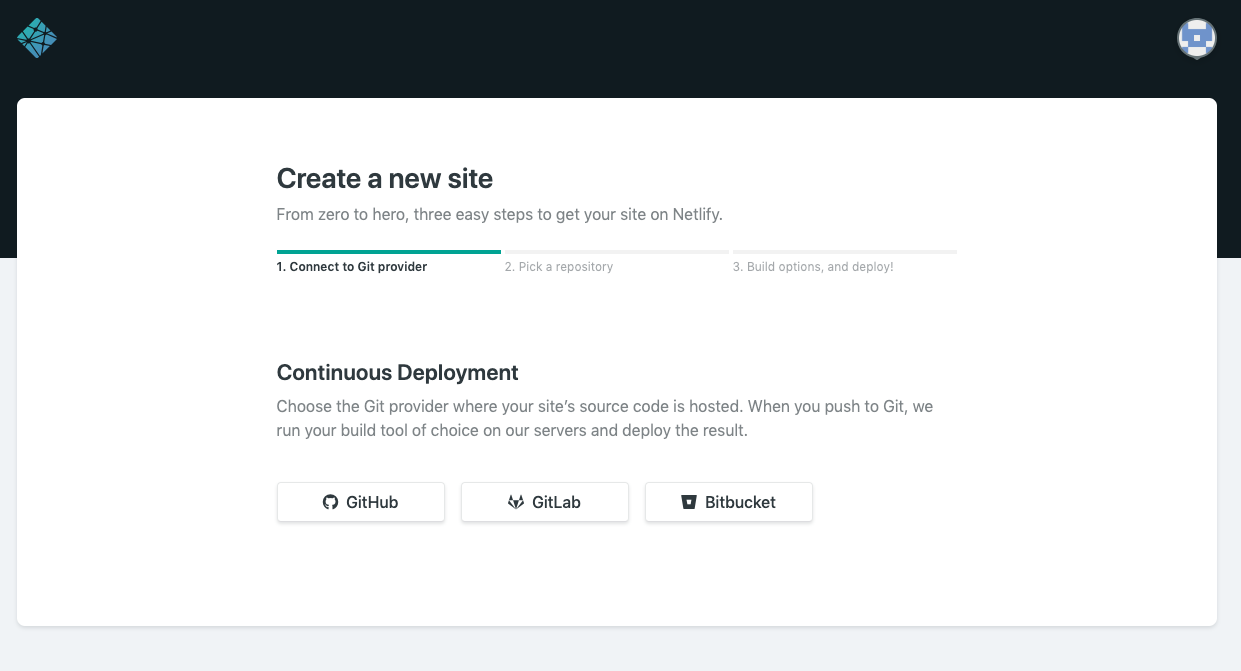 Create a new site
From zero to hero, three easy steps to get your site on Netlify.
1. Connect to Git provider
2. Pick a repository
3. Build options, and deploy!
Continuous Deployment
Choose the Git provider where your site’s source code is hosted. When you push to Git, we
run your build tool of choice on our servers and deploy the result.
GitHub
GitLab
Bitbucket